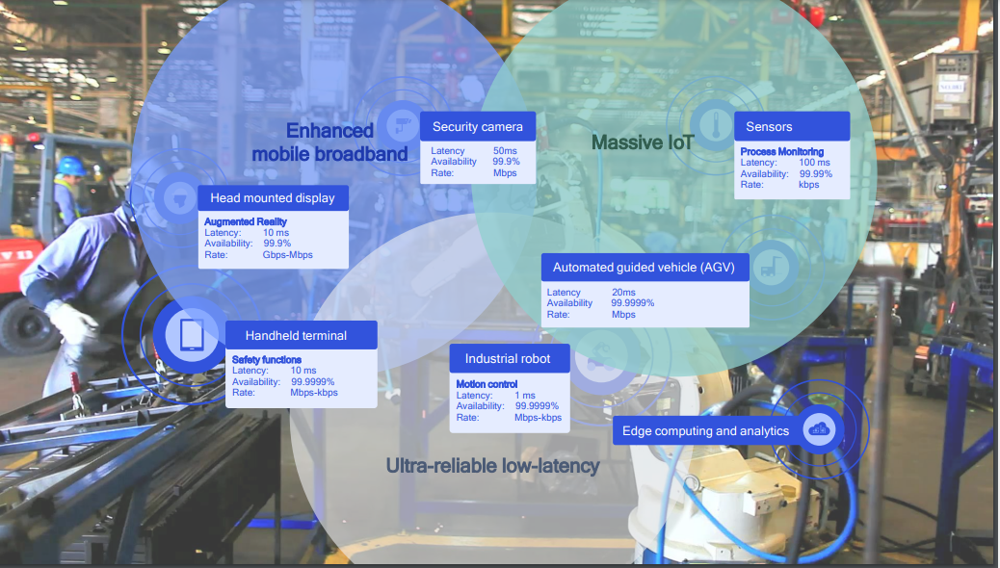 Enhanced
mobile broadband
Security camera
Latency 50ms
Availability 99.9%
Rate: Mbps
Massive IoT
Sensors
Process Monitoring
Latency: 100 ms
Availability: 99.99%
Rate: kbps
Head mounted display
Augmented Reality
Latency: 10 ms
Availability: 99.9%
Rate: Gbps-Mbps
Automated guided vehicle (AGV)
Latency 20ms
Availability 99.9999%
Rate: Mbps
Handheld terminal
Safety functions
Latency: 10 ms
Availability: 99.9999%
Rate: Mbps-kbps
Industrial robot
Motion control
Latency: 1 ms
Availability: 99.9999%
Rate: Mbps-kbps
Edge computing and analytics
Ultra-reliable low-latency